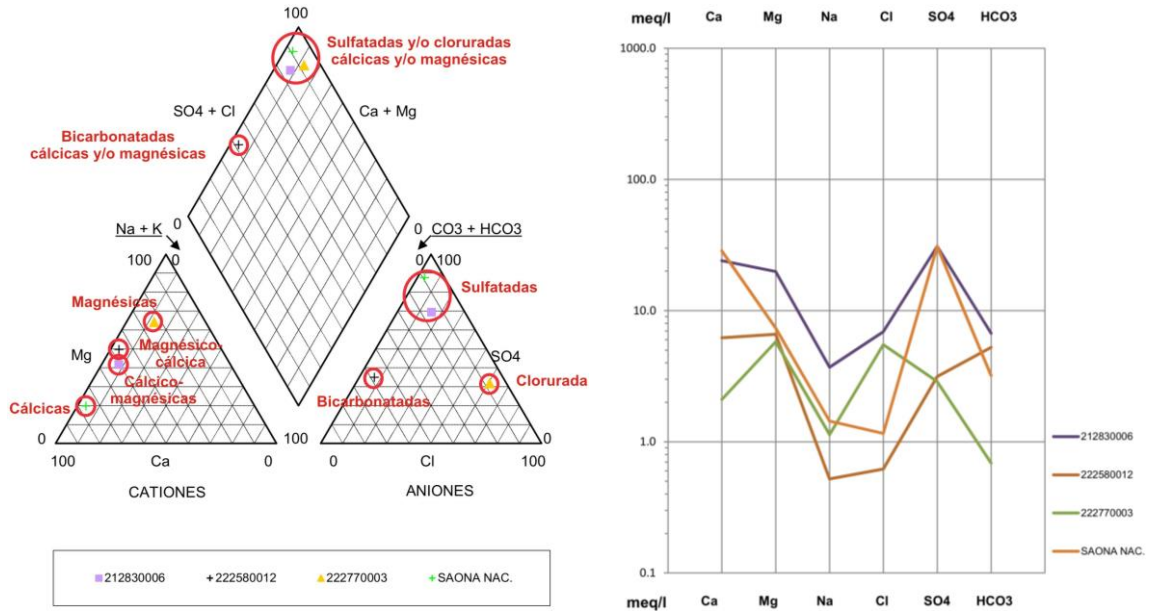 100
Sulfatadas y/o cloruradas
cálcicas y/o magnésicas
SO4 + Cl
Ca + Mg
Bicarbonatadas
cálcicas y/o magnésicas
0
0
Na + K
CO3 + HCO3
100
0
0
100
Magnésicas
Sulfatadas
Mg
Magnésico-
cálcica
Cálcico-
magnésicas
SO4
Clorurada
Cálcicas
Bicarbonatadas
0
100
0
100
Ca
0
0
Cl
100
CATIONES
ANIONES
212830006
222580012
222770003
SAONA NAC.
meq/l
Ca
Mg
Na
Cl
SO4
HCO3
1000.0
100.0
10.0
1.0
0.1
212830006
222580012
222770003
SAONA NAC.
meq/l
Ca
Mg
Na
Cl
SO4
HCO3